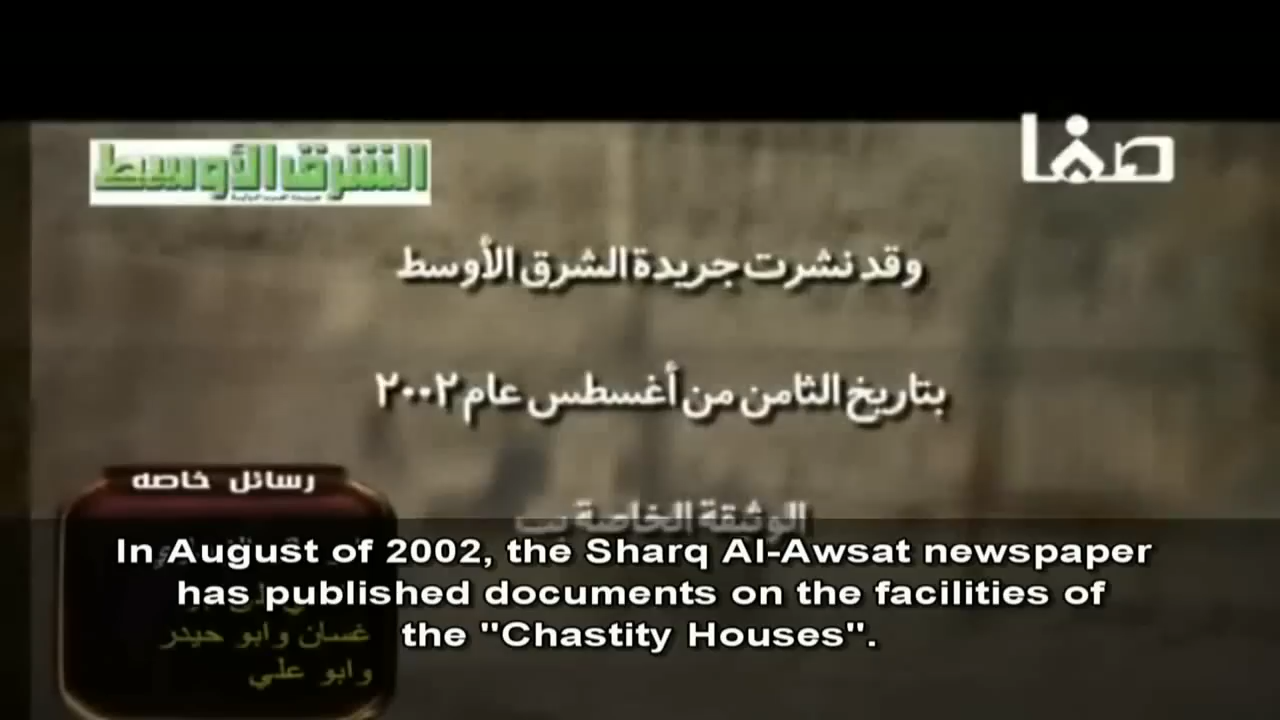 صفا
الشرق الأوسط
وقد نشرت جريدة الشرق الأوسط
بتاريخ الثامن من أغسطس عام ٢٠٠٢
الوثيقة الخاصة ببـ
رسائل خاصه
غسان وابو حيدر
وابو علي
In August of 2002, the Sharq Al-Awsat newspaper
has published documents on the facilities of
the "Chastity Houses".